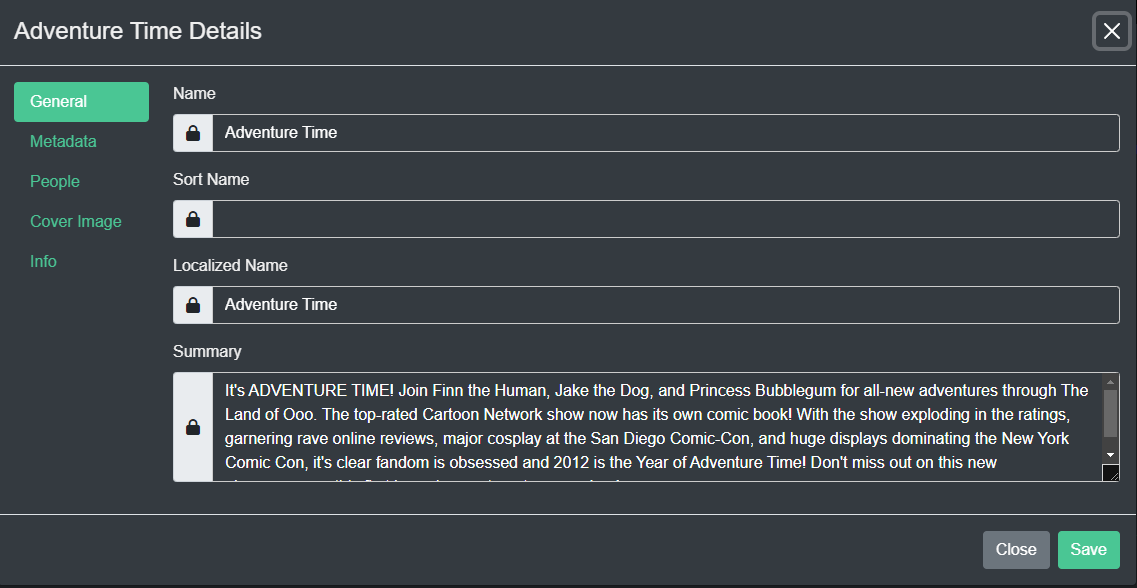 Adventure Time Details
General
Metadata
People
Cover Image
Info
Name
Adventure Time
Sort Name
Localized Name
Adventure Time
Summary
It's ADVENTURE TIME! Join Finn the Human, Jake the Dog, and Princess Bubblegum for all-new adventures through The
Land of Ooo. The top-rated Cartoon Network show now has its own comic book! With the show exploding in the ratings,
garnering rave online reviews, major cosplay at the San Diego Comic-Con, and huge displays dominating the New York
Comic Con, it's clear fandom is obsessed and 2012 is the Year of Adventure Time! Don't miss out on this new
Close
Save